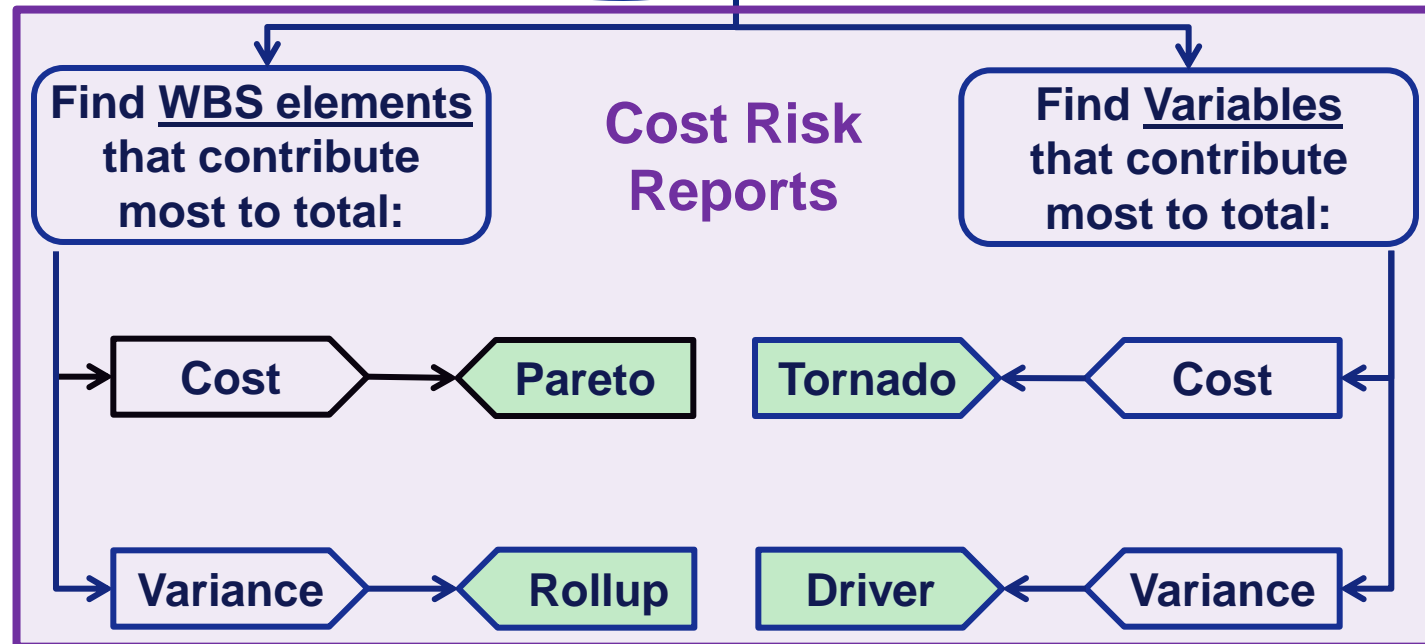 Find WBS elements
that contribute
most to total:
Cost Risk
Reports
Find Variables
that contribute
most to total:
Cost
Pareto
Tornado
Cost
Variance
Rollup
Driver
Variance